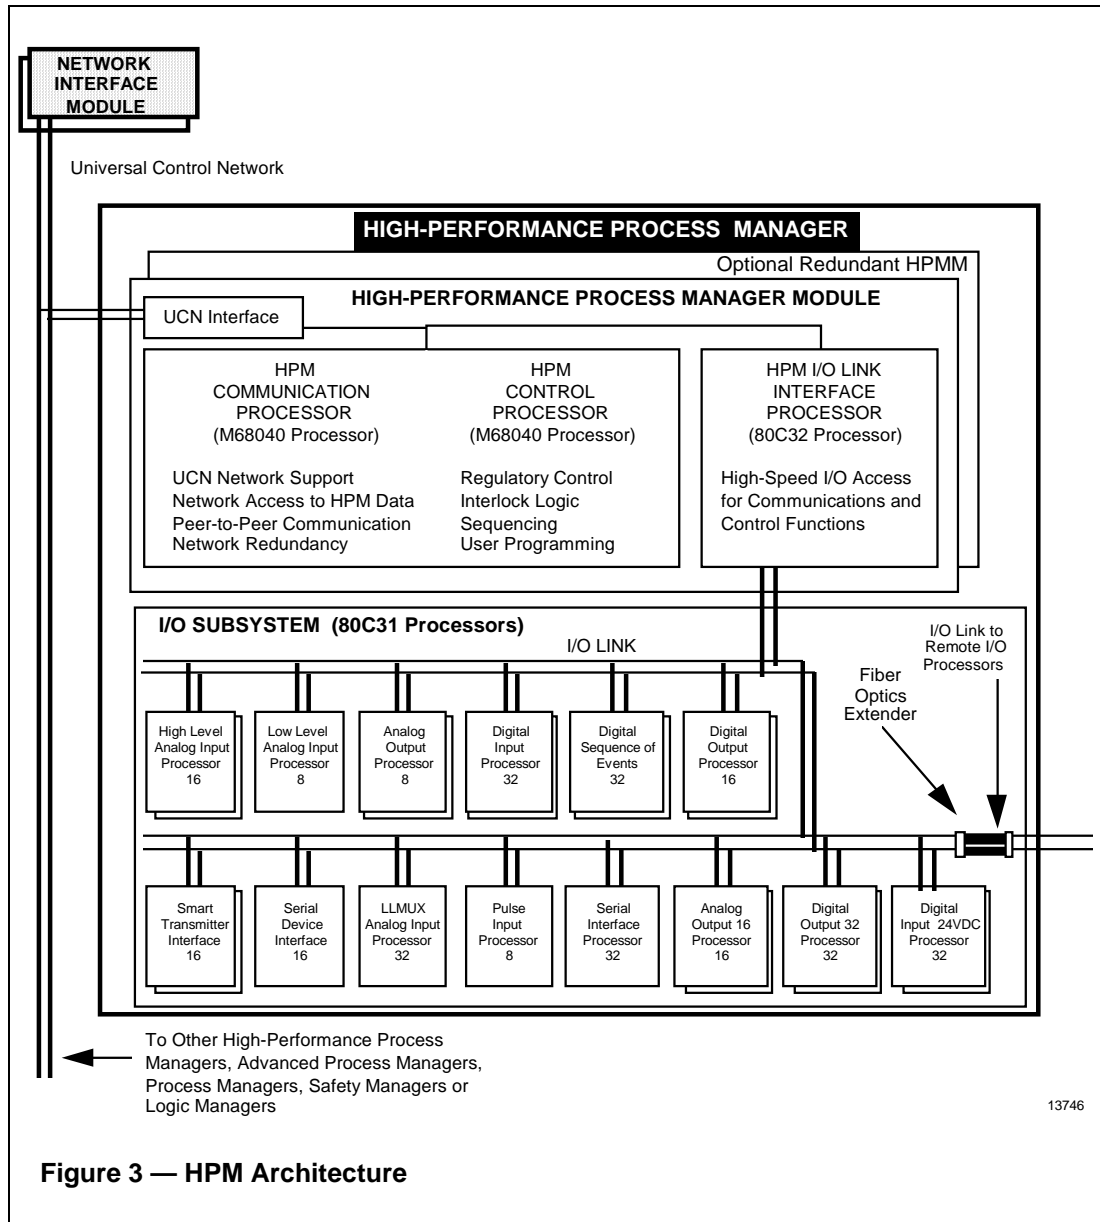 NETWORK
INTERFACE
MODULE
Universal Control Network
HIGH-PERFORMANCE PROCESS MANAGER
Optional Redundant HPMM
HIGH-PERFORMANCE PROCESS MANAGER MODULE
UCN Interface
HPM
COMMUNICATION
PROCESSOR
(M68040 Processor)
UCN Network Support
Network Access to HPM Data
Peer-to-Peer Communication
Network Redundancy
HPM
CONTROL
PROCESSOR
(M68040 Processor)
Regulatory Control
Interlock Logic
Sequencing
User Programming
HPM I/O LINK
INTERFACE
PROCESSOR
(80C32 Processor)
High-Speed I/O Access
for Communications and
Control Functions
I/O SUBSYSTEM (80C31 Processors)
I/O LINK
I/O Link to
Remote I/O
Processors
Fiber
Optics
Extender
High Level
Analog Input
Processor
16
Low Level
Analog Input
Processor
8
Analog
Output
Processor
8
Digital
Input
Processor
32
Digital
Sequence of
Events
32
Digital
Output
Processor
16
Smart
Transmitter
Interface
16
Serial
Device
Interface
16
LLMUX
Analog Input
Processor
32
Pulse
Input
Processor
8
Serial
Interface
Processor
32
Analog
Output 16
Processor
16
Digital
Output 32
Processor
32
Digital
Input 24VDC
Processor
32
To Other High-Performance Process
Managers, Advanced Process Managers,
Process Managers, Safety Managers or
Logic Managers
13746
Figure 3 — HPM Architecture